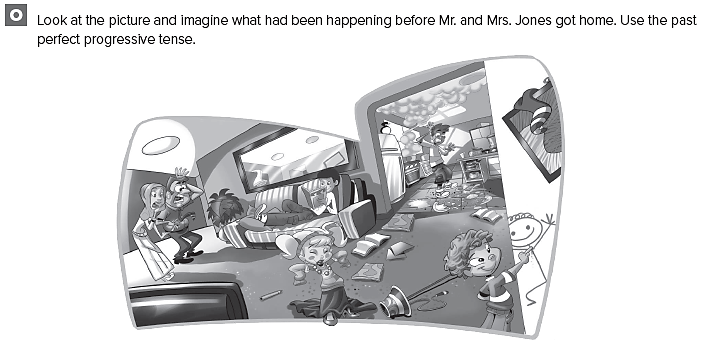 O
Look at the picture and imagine what had been happening before Mr. and Mrs. Jones got home. Use the past
perfect progressive tense.